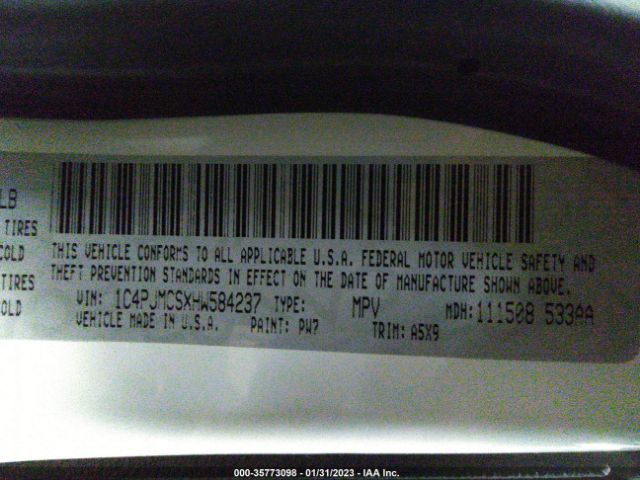 LB
TIRES
COLD
TIRES
OLD
THIS VEHICLE CONFORMS TO ALL APPLICABLE U.S.A. FEDERAL MOTOR VEHICLE SAFETY AND
THEFT PREVENTION STANDARDS IN EFFECT ON THE DATE OF MANUFACTURE SHOWN ABOVE.
VIN: 1C4PJMCSXHW584237 TYPE: MPV MDH: 111508 533AA
VEHICLE MADE IN U.S.A. PAINT: PW7 TRIM: A5X9
000-35773098 - 01/31/2023 - IAA Inc.